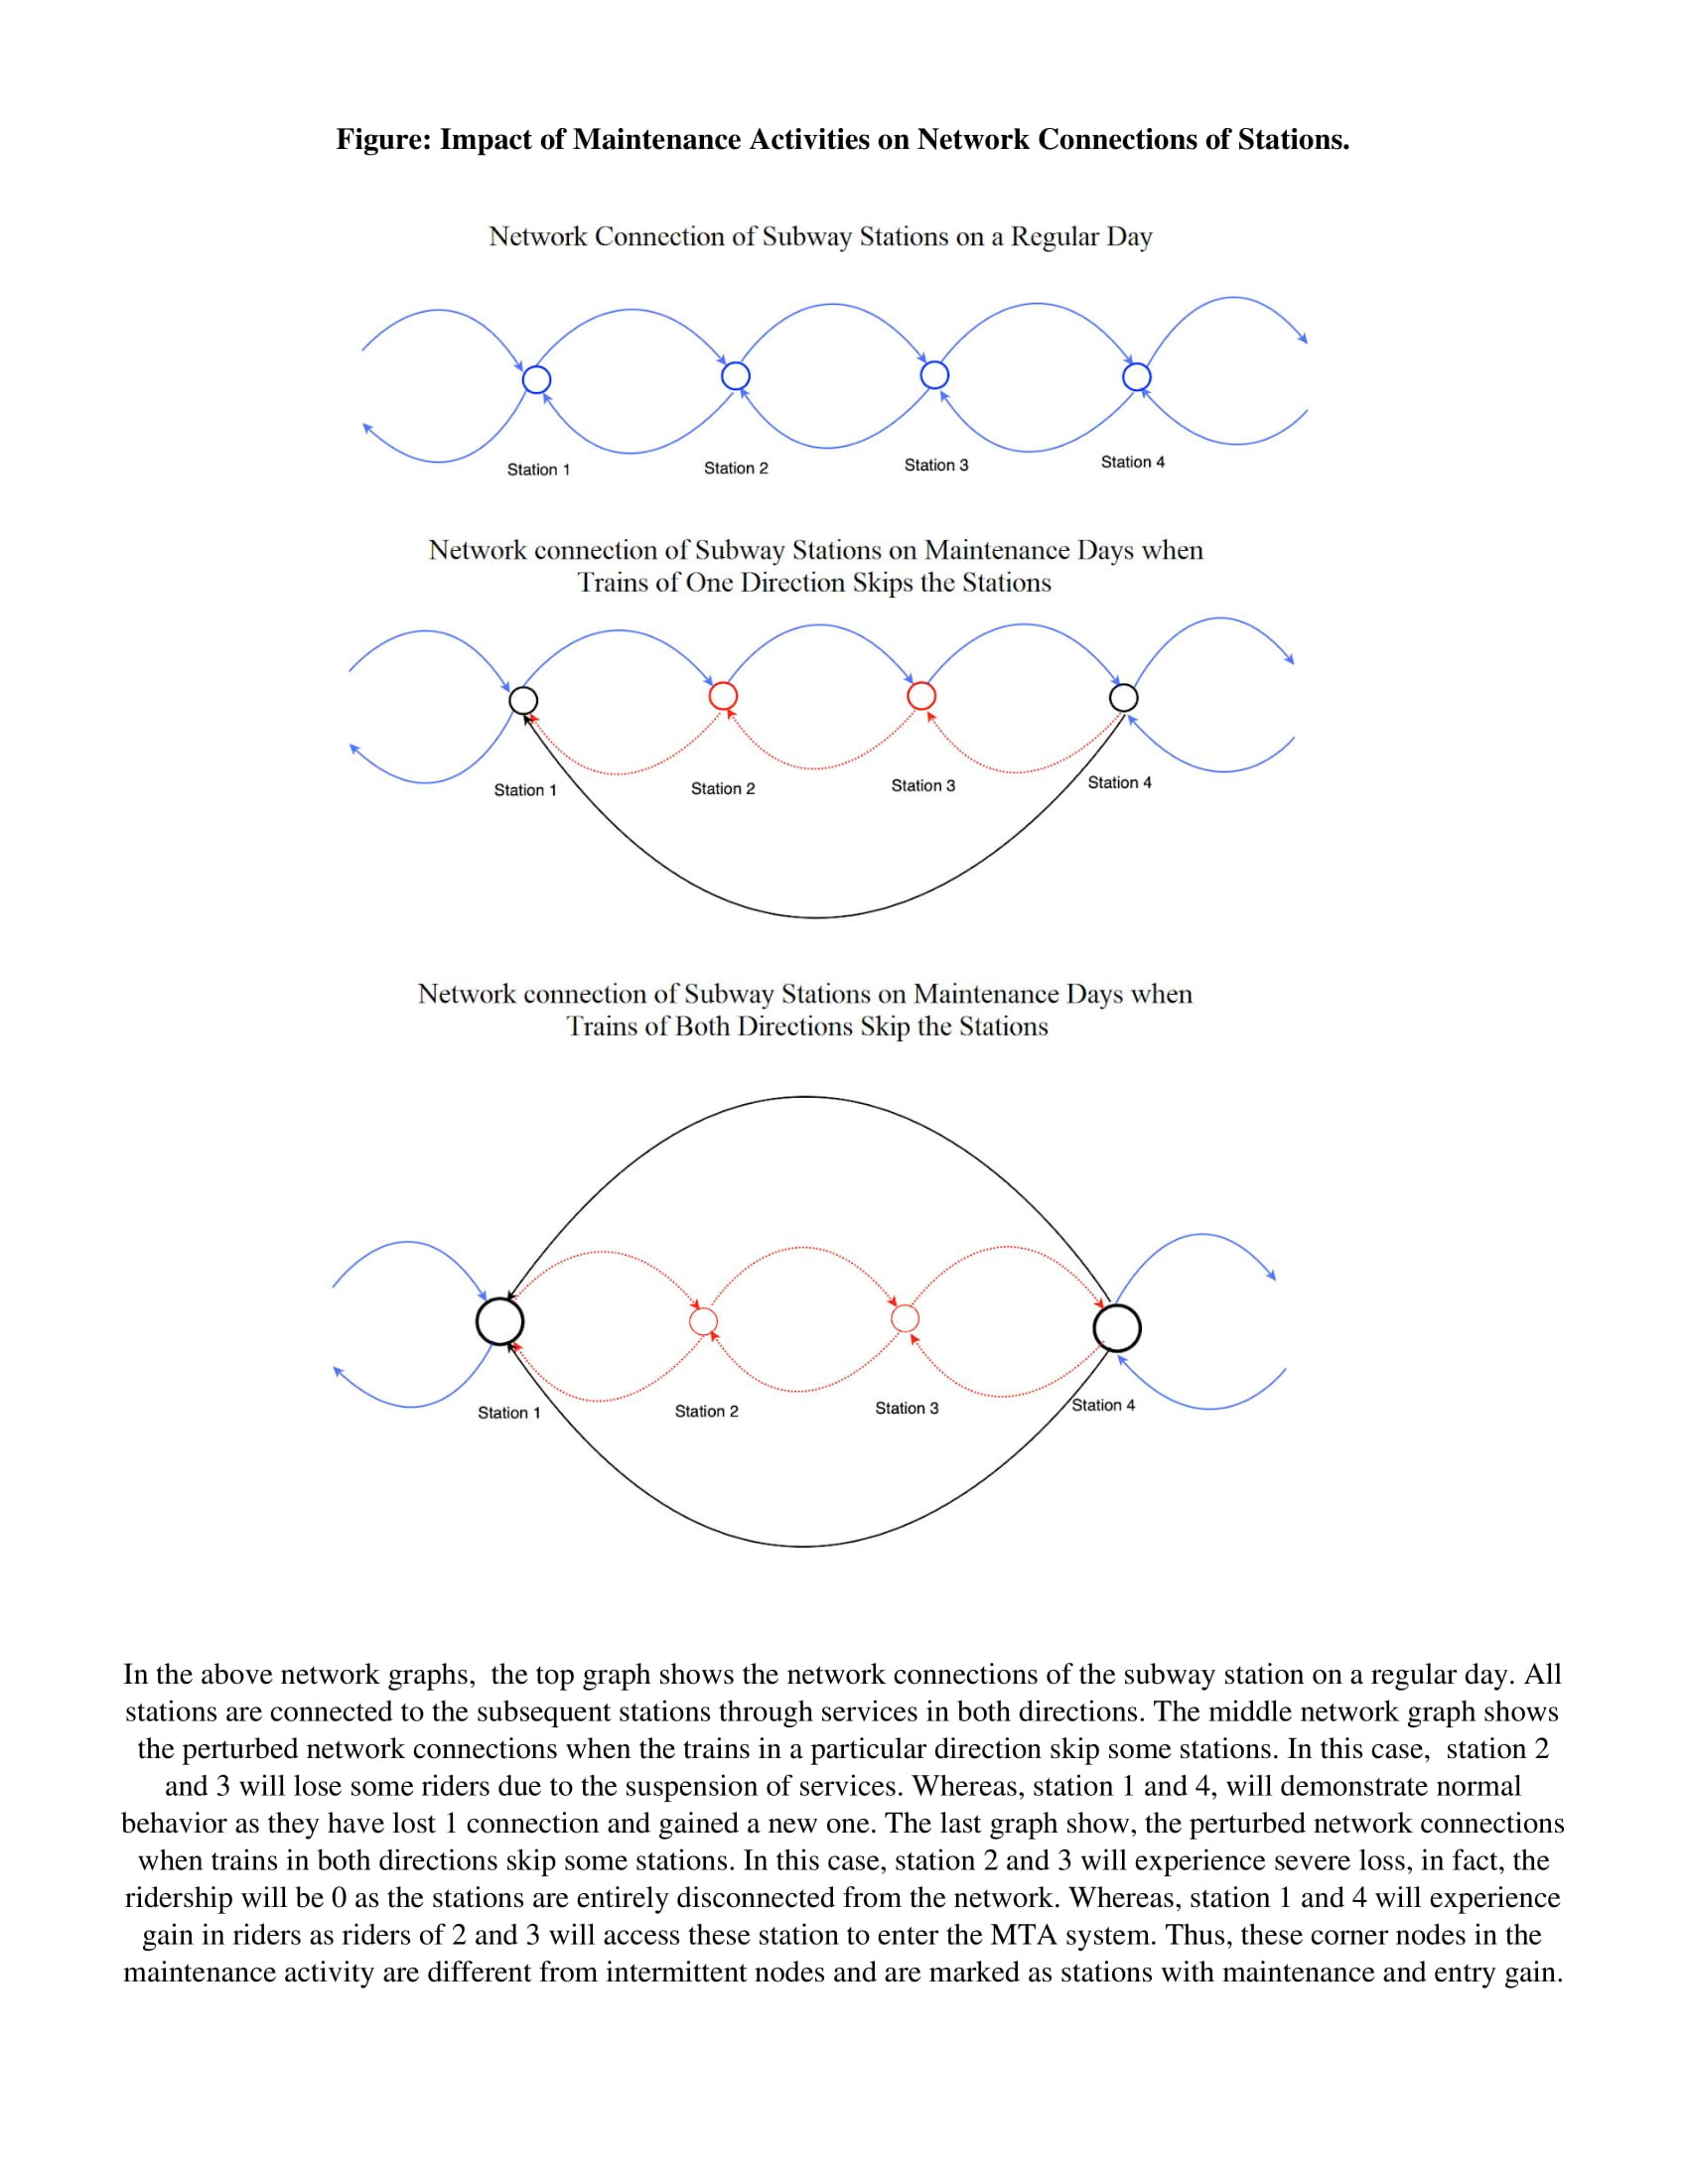 Figure: Impact of Maintenance Activities on Network Connections of Stations.
Network Connection of Subway Stations on a Regular Day
Station 1
Station 2
Station 3
Station 4
Network connection of Subway Stations on Maintenance Days when
Trains of One Direction Skips the Stations
Station 1
Station 2
Station 3
Station 4
Network connection of Subway Stations on Maintenance Days when
Trains of Both Directions Skip the Stations
Station 1
Station 2
Station 3
Station 4
In the above network graphs,  the top graph shows the network connections of the subway station on a regular day. All
stations are connected to the subsequent stations through services in both directions. The middle network graph shows
the perturbed network connections when the trains in a particular direction skip some stations. In this case,  station 2
and 3 will lose some riders due to the suspension of services. Whereas, station 1 and 4, will demonstrate normal
behavior as they have lost 1 connection and gained a new one. The last graph show, the perturbed network connections
when trains in both directions skip some stations. In this case, station 2 and 3 will experience severe loss, in fact, the
ridership will be 0 as the stations are entirely disconnected from the network. Whereas, station 1 and 4 will experience
gain in riders as riders of 2 and 3 will access these station to enter the MTA system. Thus, these corner nodes in the
maintenance activity are different from intermittent nodes and are marked as stations with maintenance and entry gain.